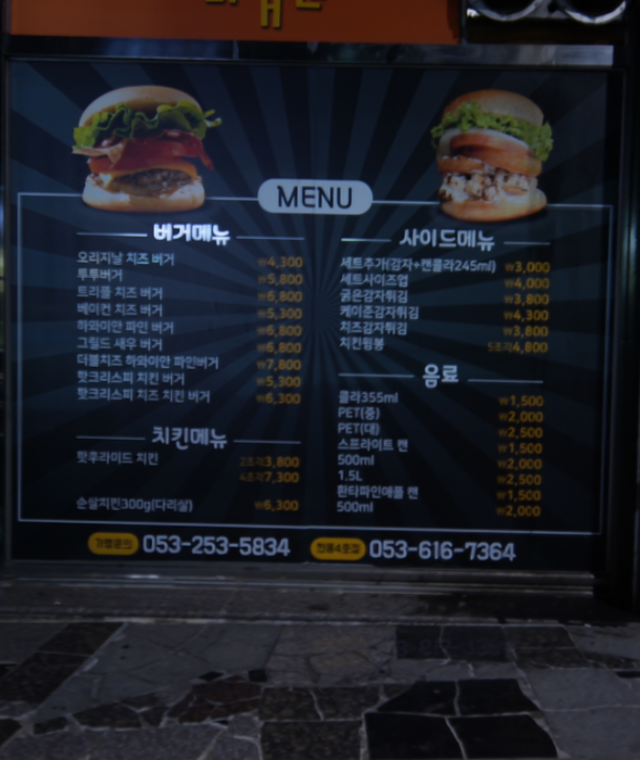 MENU
버거메뉴
오리지날 치즈 버거 ₩4,300
투투버거 ₩5,800
트리플 치즈 버거 ₩6,800
베이컨 치즈 버거 ₩5,300
하와이안 파인 버거 ₩6,800
그릴드 새우 버거 ₩6,800
더블치즈 하와이안 파인버거 ₩7,800
핫크리스피 치킨 버거 ₩5,300
핫크리스피 치즈 치킨 버거 ₩6,300
치킨메뉴
핫후라이드 치킨 2조각3,800
4조각7,300
순살치킨300g(다리살) ₩6,300
사이드메뉴
세트추가(감자+캔콜라245ml) ₩3,000
세트사이즈업 ₩4,000
굵은감자튀김 ₩3,800
케이준감자튀김 ₩4,300
치즈감자튀김 ₩3,800
치킨윙봉 5조각4,800
음료
콜라355ml ₩1,500
PET(중) ₩2,000
PET(대) ₩2,500
스프라이트 캔 ₩1,500
500ml ₩2,000
1.5L ₩2,500
환타파인애플 캔 ₩1,500
500ml ₩2,000
가맹문의 053-253-5834 053-616-7364